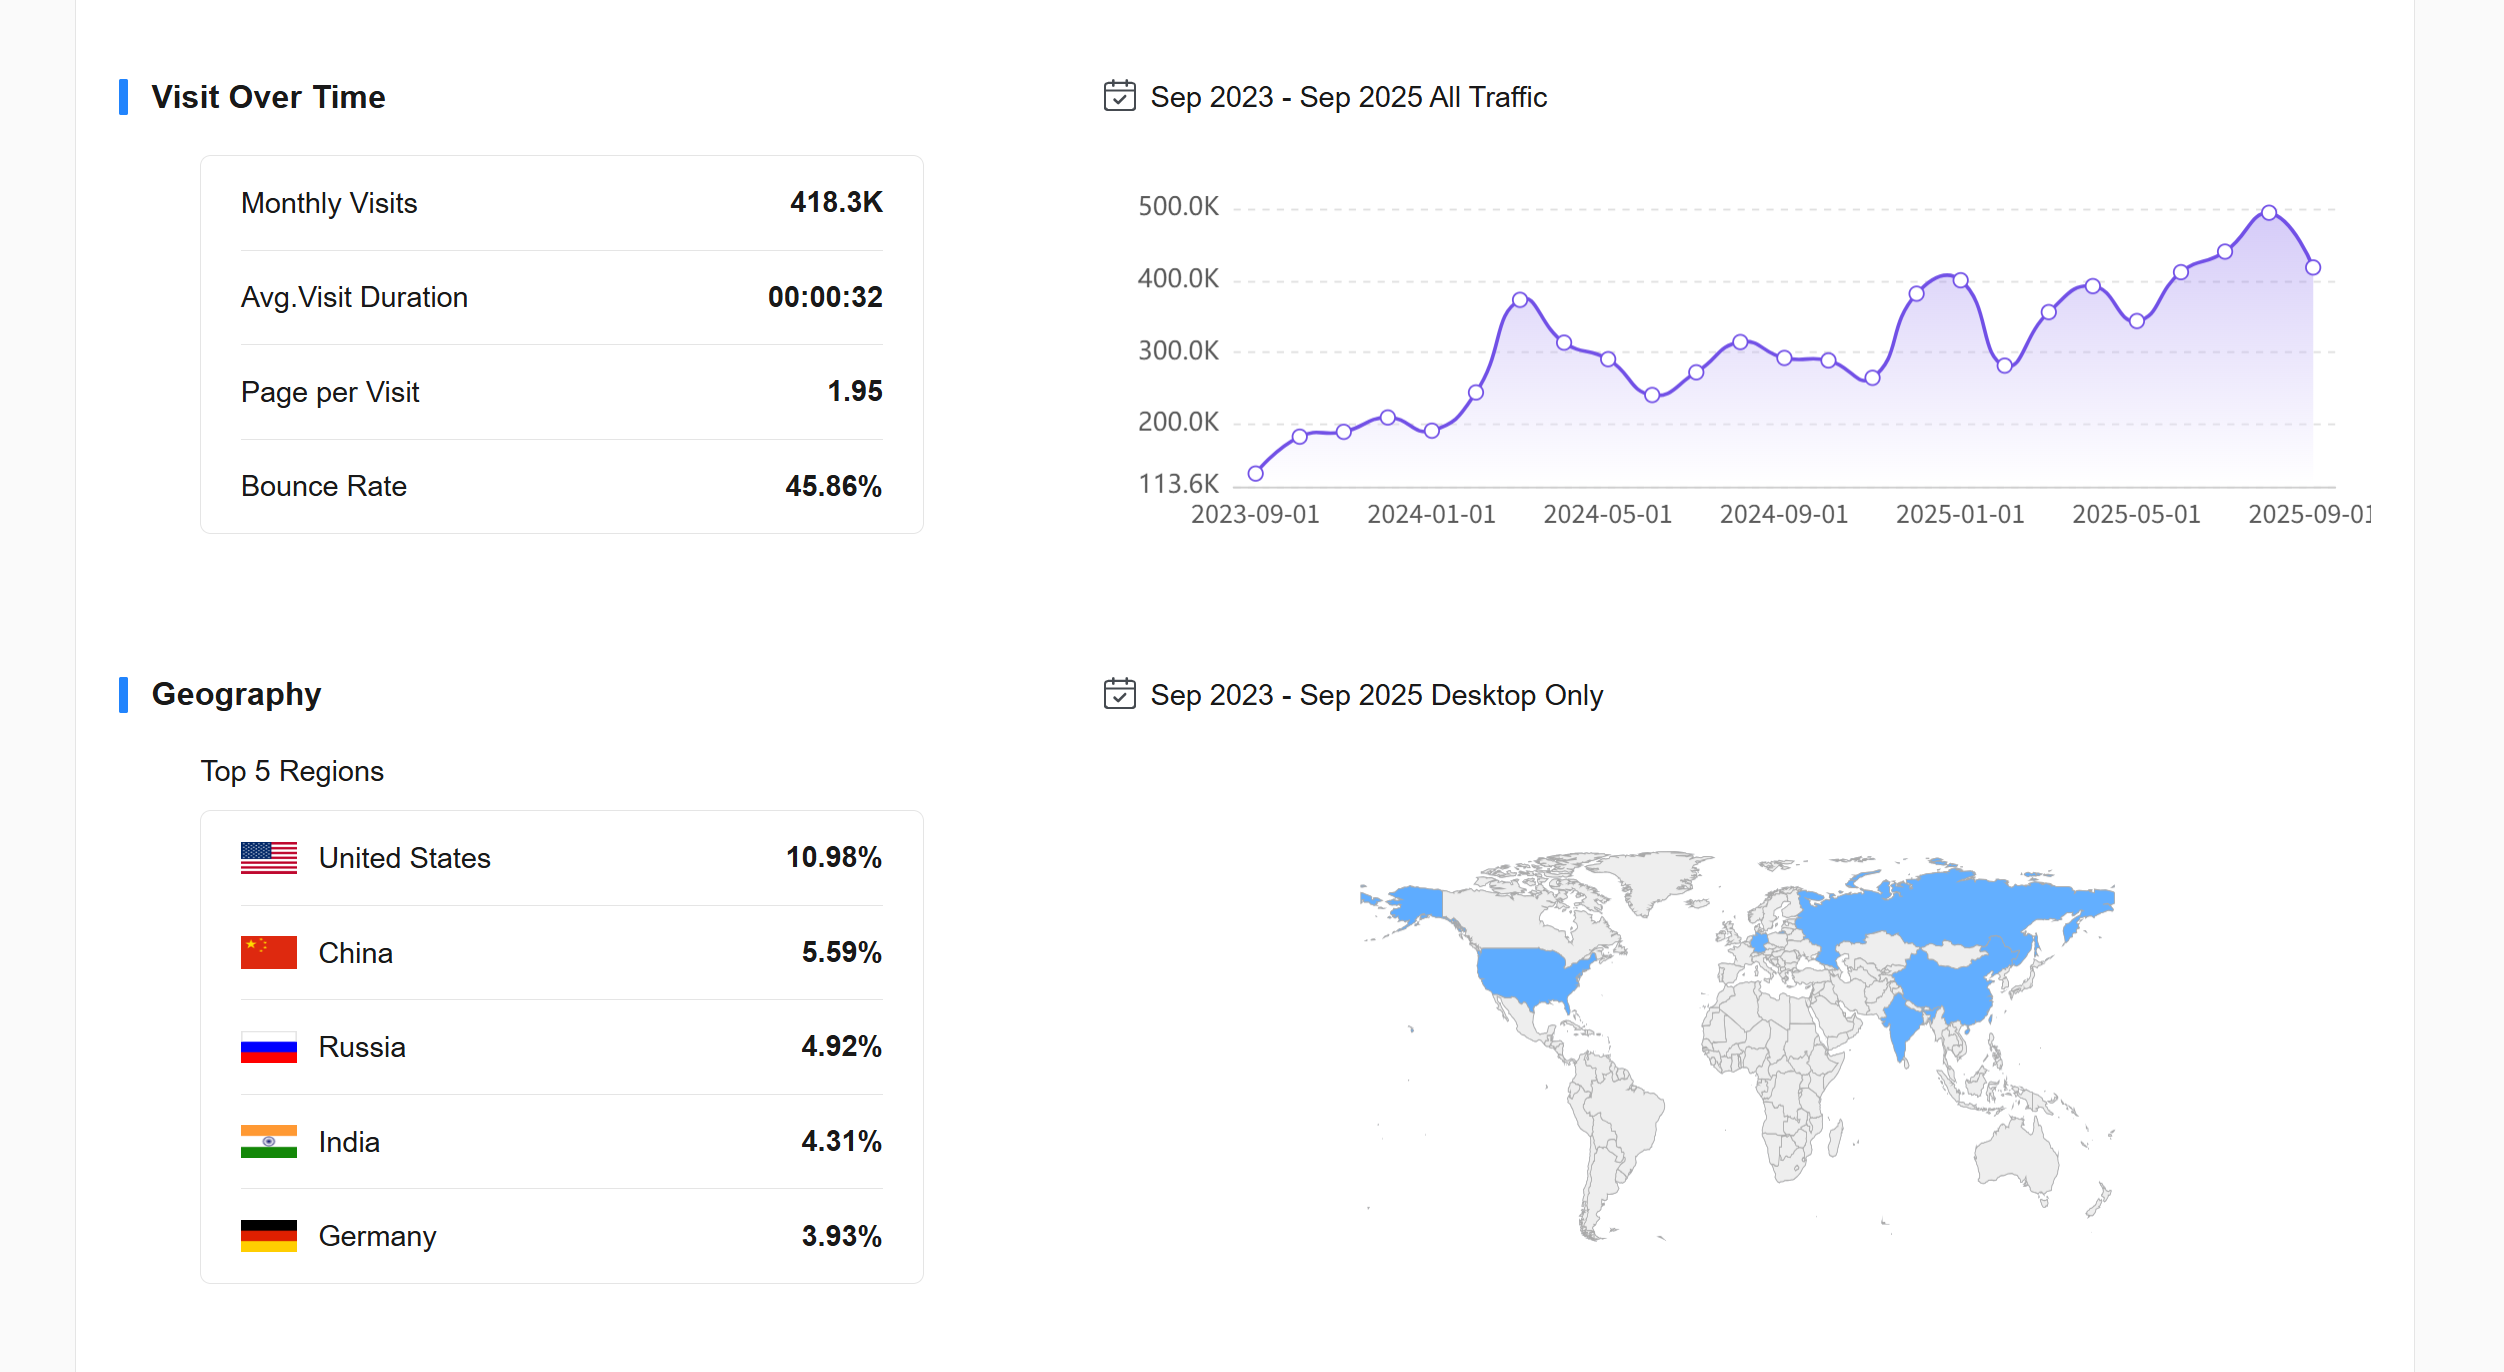 Visit Over Time
Sep 2023 - Sep 2025 All Traffic
Monthly Visits 418.3K
Avg.Visit Duration 00:00:32
Page per Visit 1.95
Bounce Rate 45.86%
500.0K
400.0K
300.0K
200.0K
113.6K
2023-09-01 2024-01-01 2024-05-01 2024-09-01 2025-01-01 2025-05-01 2025-09-01
Geography
Sep 2023 - Sep 2025 Desktop Only
Top 5 Regions
United States 10.98%
China 5.59%
Russia 4.92%
India 4.31%
Germany 3.93%